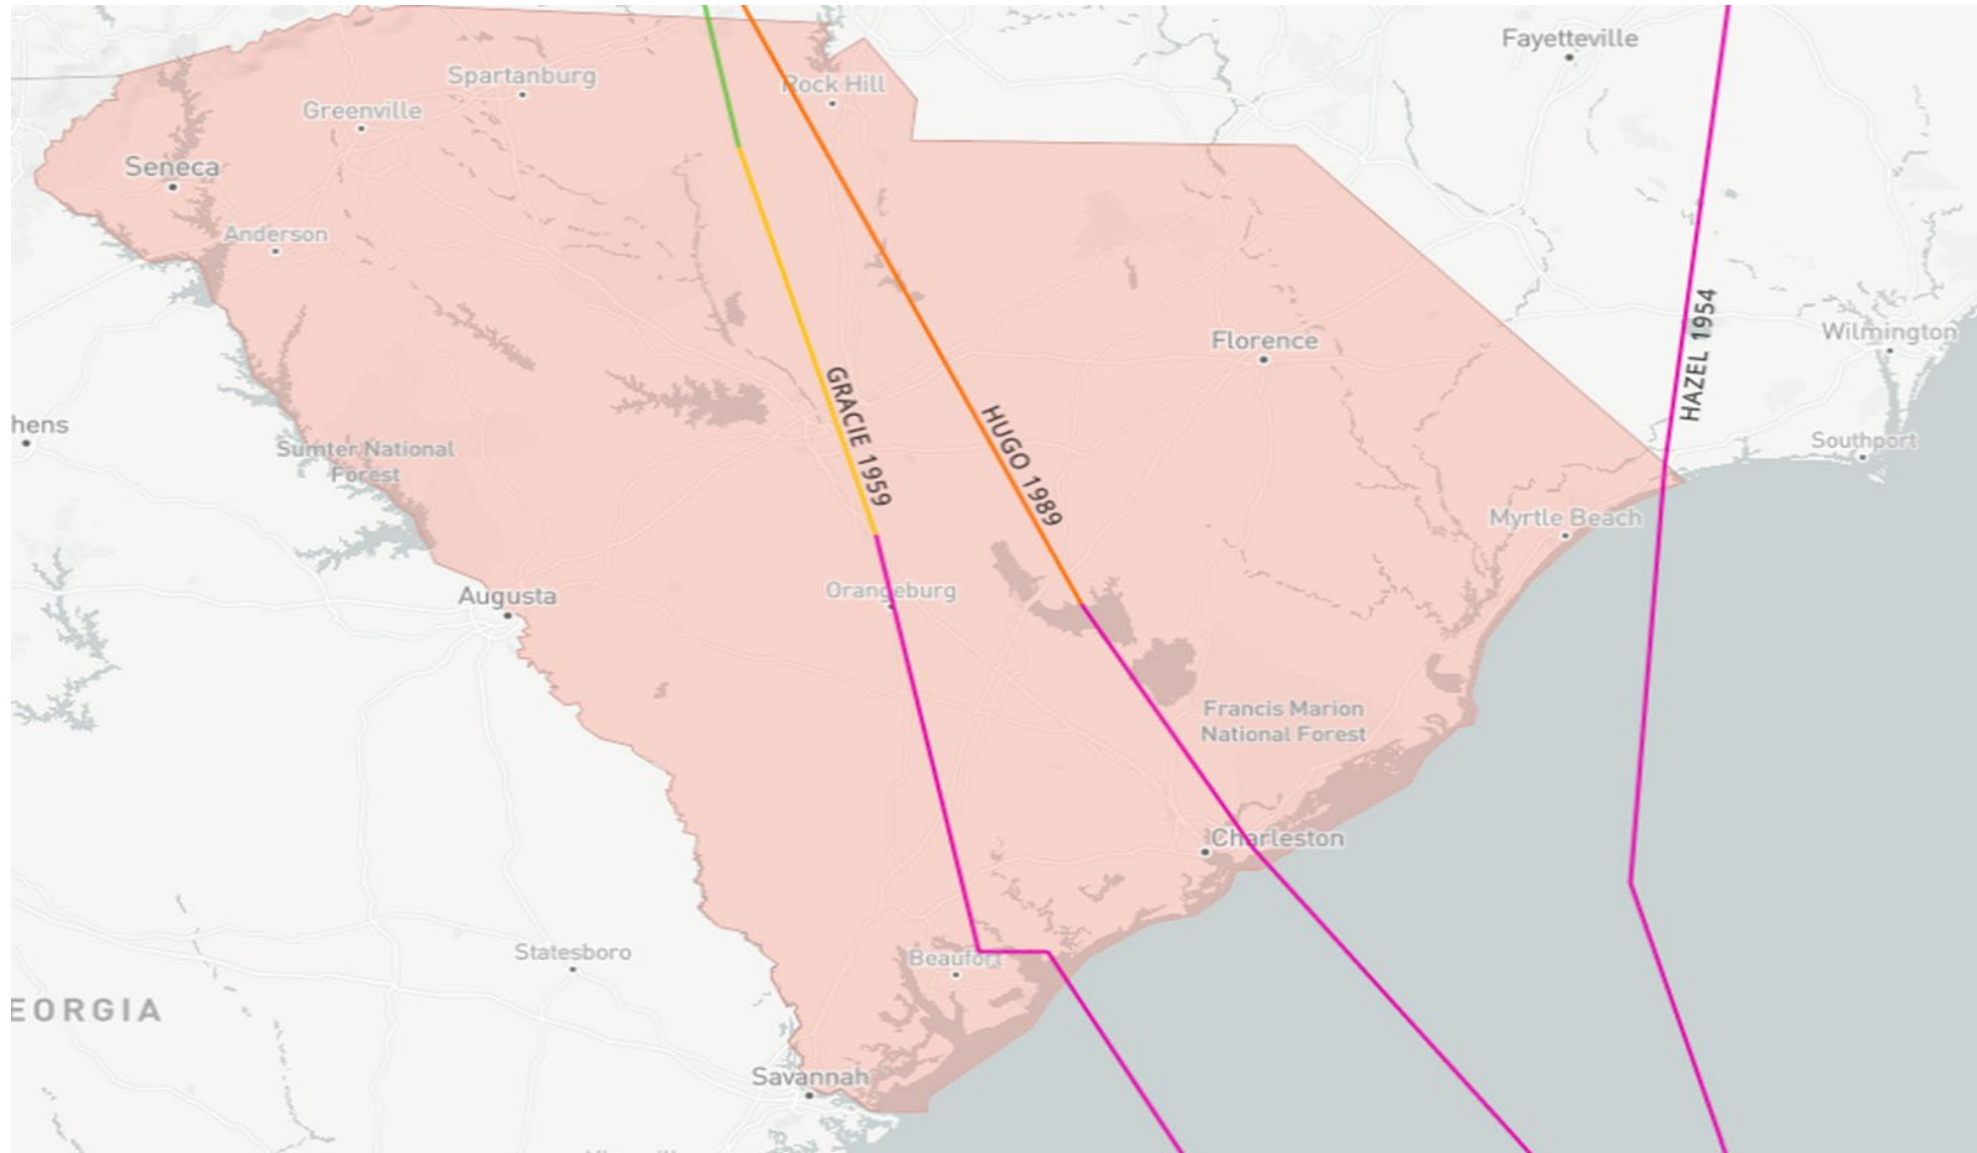 Fayetteville
Spartanburg
Rock Hill
Greenville
Seneca
Anderson
HAZEL 1954
Wilmington
Florence
GRACIE 1959
HUGO 1989
hens
Sumter National
Forest
Southport
Myrtle Beach
Orangeburg
Augusta
Francis Marion
National Forest
Charleston
Statesboro
Beaufort
EORGIA
Savannah